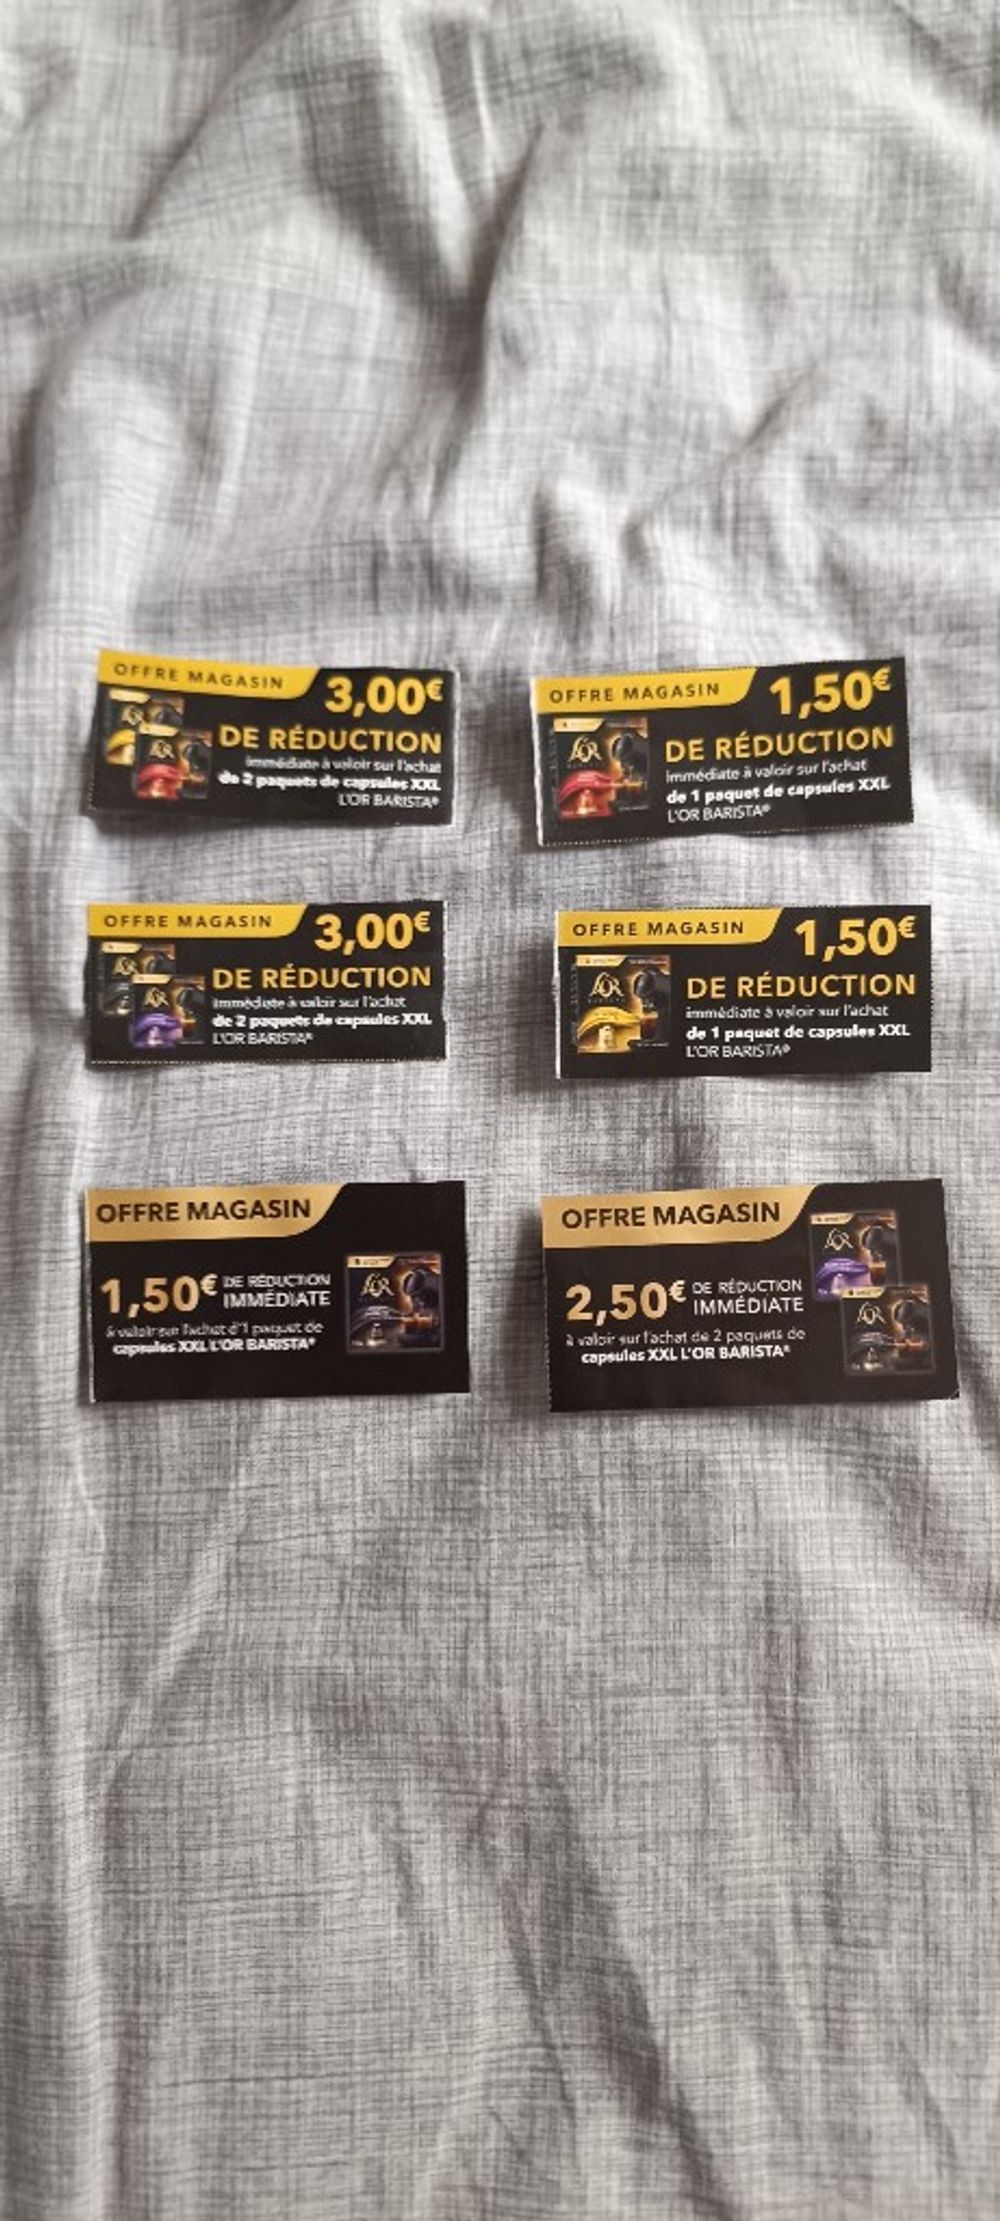 OFFRE MAGASIN
3,00€
DE RÉDUCTION
immédiate à valoir sur l'achat
de 2 paquets de capsules XXL
L'OR BARISTA®
OFFRE MAGASIN
1,50€
DE RÉDUCTION
immédiate à valoir sur l'achat
de 1 paquet de capsules XXL
L'OR BARISTA®
L'OR
OFFRE MAGASIN
3,00€
DE RÉDUCTION
immédiate à valoir sur l'achat
de 2 paquets de capsules XXL
L'OR BARISTA®
OFFRE MAGASIN
1,50€
DE RÉDUCTION
immédiate à valoir sur l'achat
de 1 paquet de capsules XXL
L'OR BARISTA®
L'OR
OFFRE MAGASIN
1,50€ DE RÉDUCTION
IMMÉDIATE
à valoir sur l'achat d'1 paquet de
capsules XXL L'OR BARISTA®
L'OR
OFFRE MAGASIN
2,50€ DE RÉDUCTION
IMMÉDIATE
à valoir sur l'achat de 2 paquets de
capsules XXL L'OR BARISTA®
L'OR
L'OR